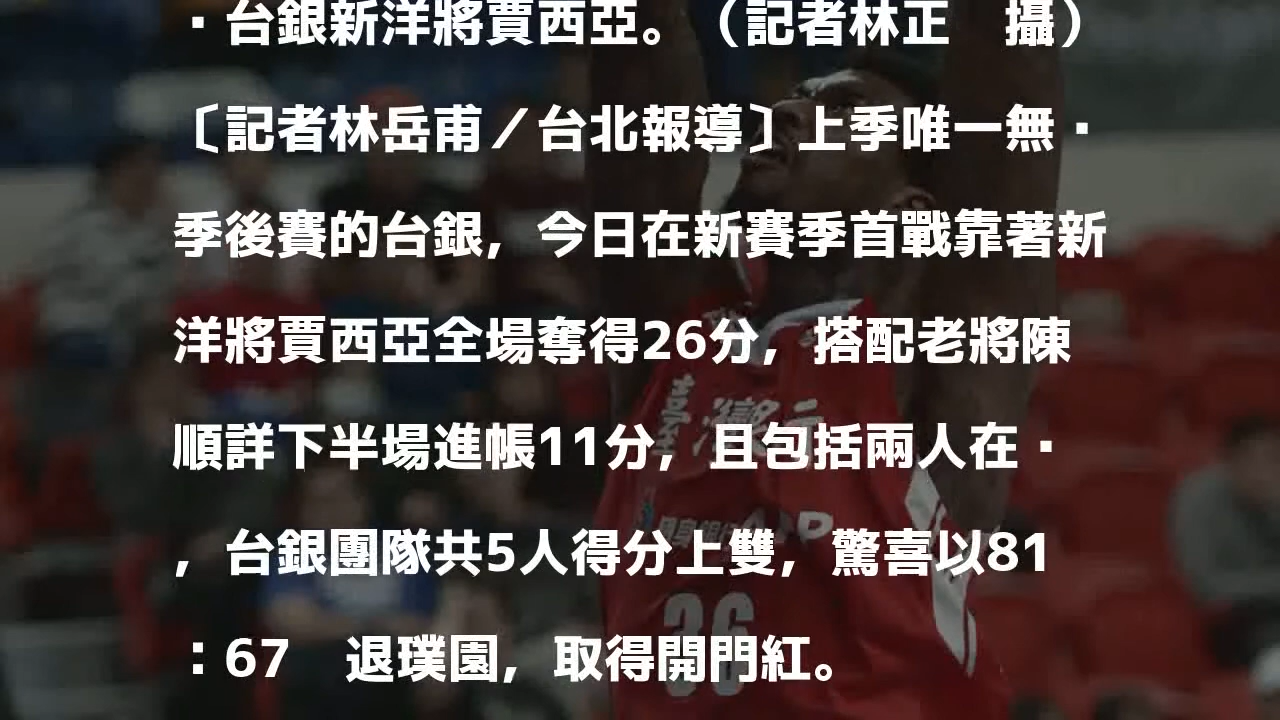 ▪台銀新洋將賈西亞。（記者林正　攝）
〔記者林岳甫／台北報導〕上季唯一無▪
季後賽的台銀，今日在新賽季首戰靠著新
洋將賈西亞全場奪得26分，搭配老將陳
順詳下半場進帳11分，且包括兩人在▪
，台銀團隊共5人得分上雙，驚喜以81
：67　退璞園，取得開門紅。
36